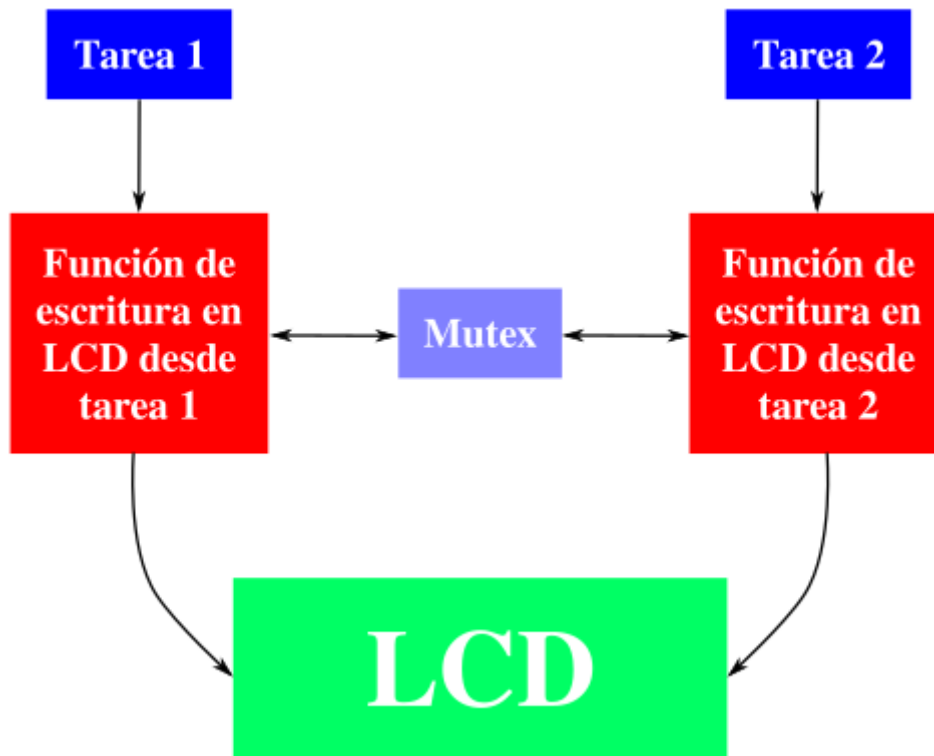 Tarea 1
Tarea 2
Función de
escritura en
LCD desde
tarea 1
Mutex
Función de
escritura en
LCD desde
tarea 2
LCD